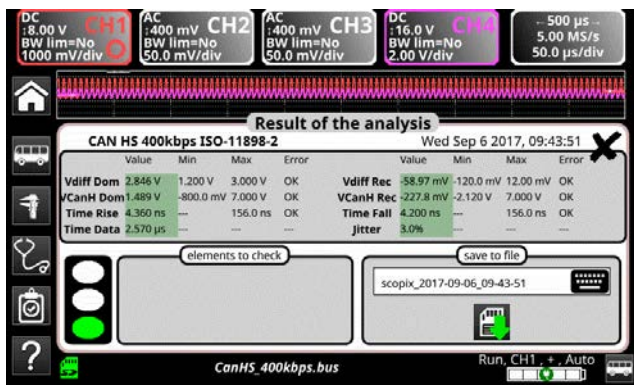 DC
÷8.00 V CH1
BW lim=No
1000 mV/div
AC
÷400 mV CH2
BW lim=No
50.0 mV/div
AC
÷400 mV CH3
BW lim=No
50.0 mV/div
DC
÷16.0 V CH4
BW lim=No
2.00 V/div
←500 µs→
5.00 MS/s
50.0 µs/div
Result of the analysis
CAN HS 400kbps ISO-11898-2 Wed Sep 6 2017, 09:43:51
Value Min Max Error Value Min Max Error
Vdiff Dom 2.846 V 1.200 V 3.000 V OK Vdiff Rec -58.97 mV -120.0 mV 12.00 mV OK
VCanH Dom 1.489 V -800.0 mV 7.000 V OK VCanH Rec -227.8 mV -2.120 V 7.000 V OK
Time Rise 4.360 ns --- 156.0 ns OK Time Fall 4.200 ns --- 156.0 ns OK
Time Data 2.570 µs --- --- --- Jitter 3.0% --- --- ---
elements to check save to file
scopix_2017-09-06_09-43-51
?
CanHS_400kbps.bus Run, CH1 , + , Auto